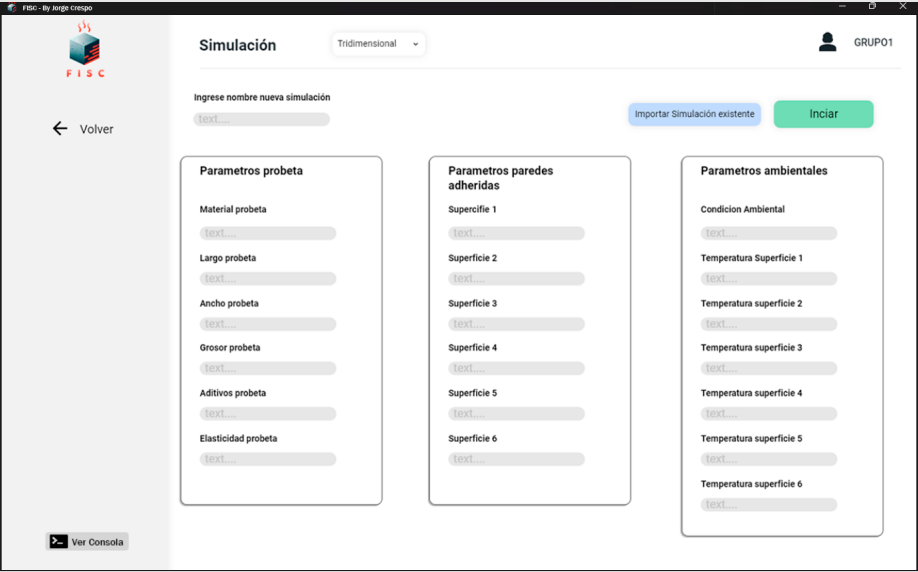 FISC - By Jorge Crespo
FISC
Simulación
Tridimensional
GRUPO1
Volver
Ingrese nombre nueva simulación
text....
Importar Simulación existente
Inciar
Parametros probeta
Material probeta
text....
Largo probeta
text....
Ancho probeta
text....
Grosor probeta
text....
Aditivos probeta
text....
Elasticidad probeta
text....
Parametros paredes
adheridas
Supercifie 1
text....
Superficie 2
text....
Superficie 3
text....
Superficie 4
text....
Superficie 5
text....
Superficie 6
text....
Parametros ambientales
Condicion Ambiental
text....
Temperatura Superficie 1
text....
Temperatura superficie 2
text....
Temperatura superficie 3
text....
Temperatura superficie 4
text....
Temperatura superficie 5
text....
Temperatura superficie 6
text....
Ver Consola